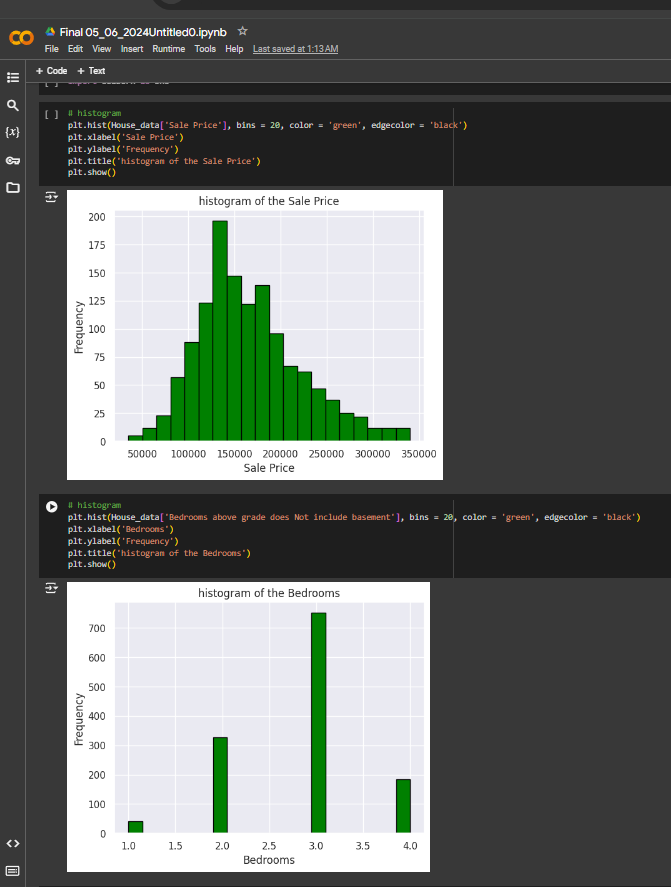 Final 05_06_2024Untitled0.ipynb
File Edit View Insert Runtime Tools Help Last saved at 1:13 AM
+ Code + Text
[ ] # histogram
plt.hist(House_data['Sale Price'], bins = 20, color = 'green', edgecolor = 'black')
plt.xlabel('Sale Price')
plt.ylabel('Frequency')
plt.title('histogram of the Sale Price')
plt.show()
{x}
histogram of the Sale Price
200
175
150
125
100
75
50
25
0
Frequency
50000 100000 150000 200000 250000 300000 350000
Sale Price
# histogram
plt.hist(House_data['Bedrooms above grade does Not include basement'], bins = 20, color = 'green', edgecolor = 'black')
plt.xlabel('Bedrooms')
plt.ylabel('Frequency')
plt.title('histogram of the Bedrooms')
plt.show()
histogram of the Bedrooms
700
600
500
400
300
200
100
0
Frequency
1.0 1.5 2.0 2.5 3.0 3.5 4.0
Bedrooms